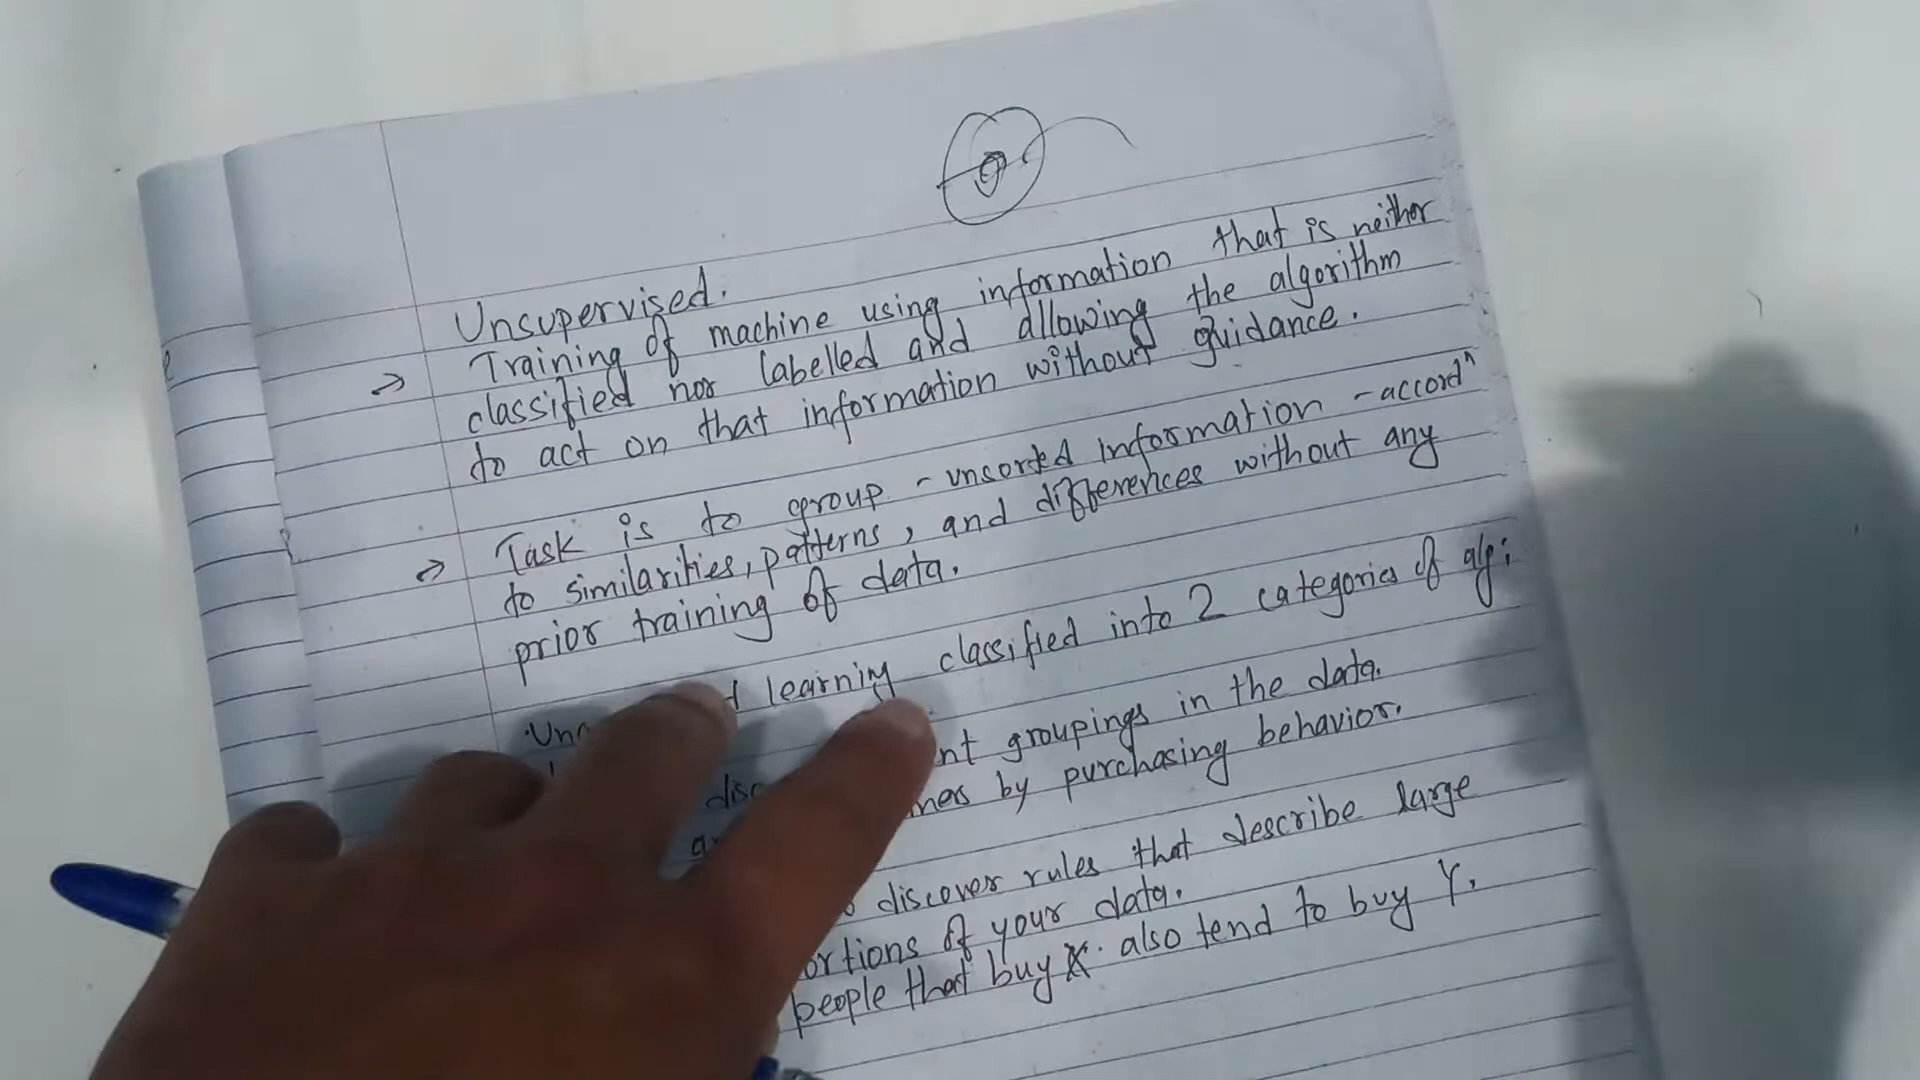 Unsupervised.
→ Training of machine using information that is neither
classified nor labelled and allowing the algorithm
to act on that information without guidance.
→ Task is to group - unsorted information - accordⁿ
to similarities, patterns, and differences without any
prior training of data.
learning classified into 2 categories of alg:
groupings in the data.
by purchasing behavior.
discover rules that describe large
of your data.
people that buy X. also tend to buy Y.